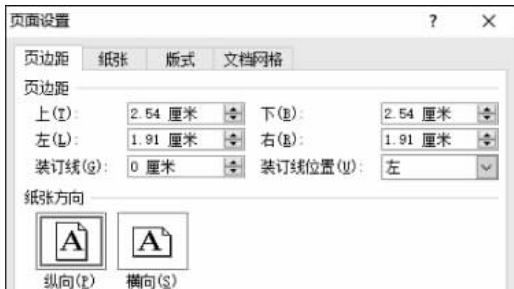 页面设置 ? ×
页边距 纸张 版式 文档网格
页边距
上(T): 2.54 厘米 下(B): 2.54 厘米
左(L): 1.91 厘米 右(R): 1.91 厘米
装订线(G): 0 厘米 装订线位置(U): 左
纸张方向
A A
纵向(P) 横向(S)